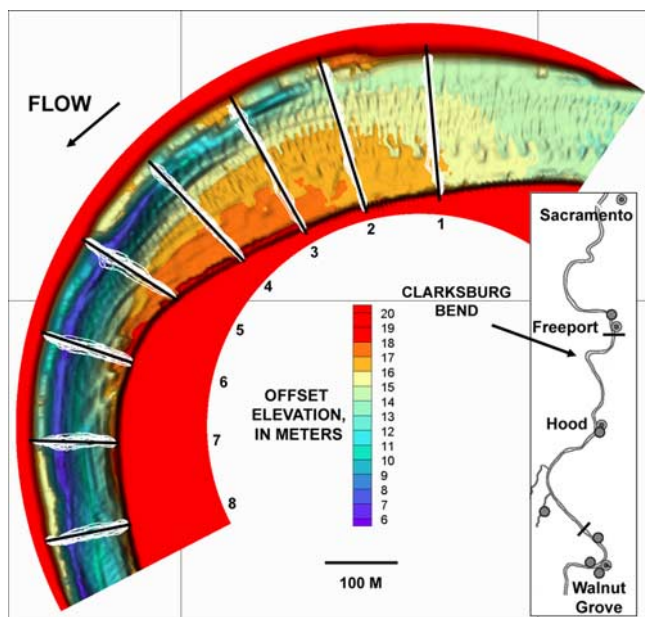 FLOW
1
2
3
4
5
6
7
8
CLARKSBURG
BEND
OFFSET
ELEVATION,
IN METERS
20
19
18
17
16
15
14
13
12
11
10
9
8
7
6
100 M
Sacramento
Freeport
Hood
Walnut
Grove